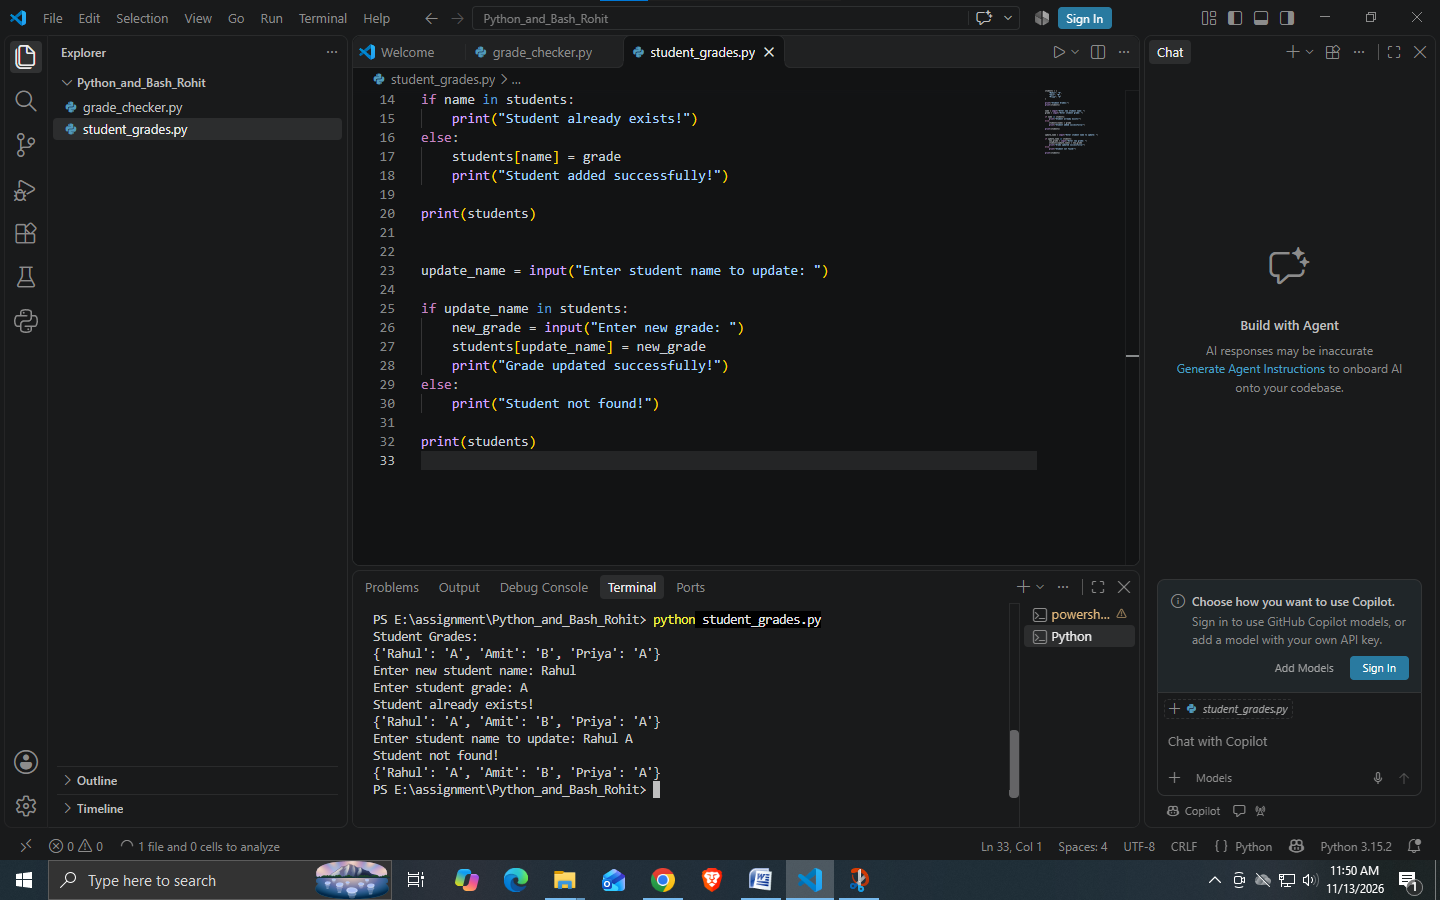 File Edit Selection View Go Run Terminal Help
Python_and_Bash_Rohit
Sign In
Explorer
Python_and_Bash_Rohit
grade_checker.py
student_grades.py
Outline
Timeline
Welcome grade_checker.py student_grades.py
student_grades.py > ...
14 if name in students:
15 print("Student already exists!")
16 else:
17 students[name] = grade
18 print("Student added successfully!")
19
20 print(students)
21
22
23 update_name = input("Enter student name to update: ")
24
25 if update_name in students:
26 new_grade = input("Enter new grade: ")
27 students[update_name] = new_grade
28 print("Grade updated successfully!")
29 else:
30 print("Student not found!")
31
32 print(students)
33
Problems Output Debug Console Terminal Ports
PS E:\assignment\Python_and_Bash_Rohit> python student_grades.py
Student Grades:
{'Rahul': 'A', 'Amit': 'B', 'Priya': 'A'}
Enter new student name: Rahul
Enter student grade: A
Student already exists!
{'Rahul': 'A', 'Amit': 'B', 'Priya': 'A'}
Enter student name to update: Rahul A
Student not found!
{'Rahul': 'A', 'Amit': 'B', 'Priya': 'A'}
PS E:\assignment\Python_and_Bash_Rohit>
powersh...
Python
Chat
Build with Agent
AI responses may be inaccurate
Generate Agent Instructions to onboard AI
onto your codebase.
Choose how you want to use Copilot.
Sign in to use GitHub Copilot models, or
add a model with your own API key.
Add Models Sign In
student_grades.py
Chat with Copilot
Models
Copilot
0 0 1 file and 0 cells to analyze
Ln 33, Col 1 Spaces: 4 UTF-8 CRLF {} Python Python 3.15.2
Type here to search
11:50 AM
11/13/2026
1